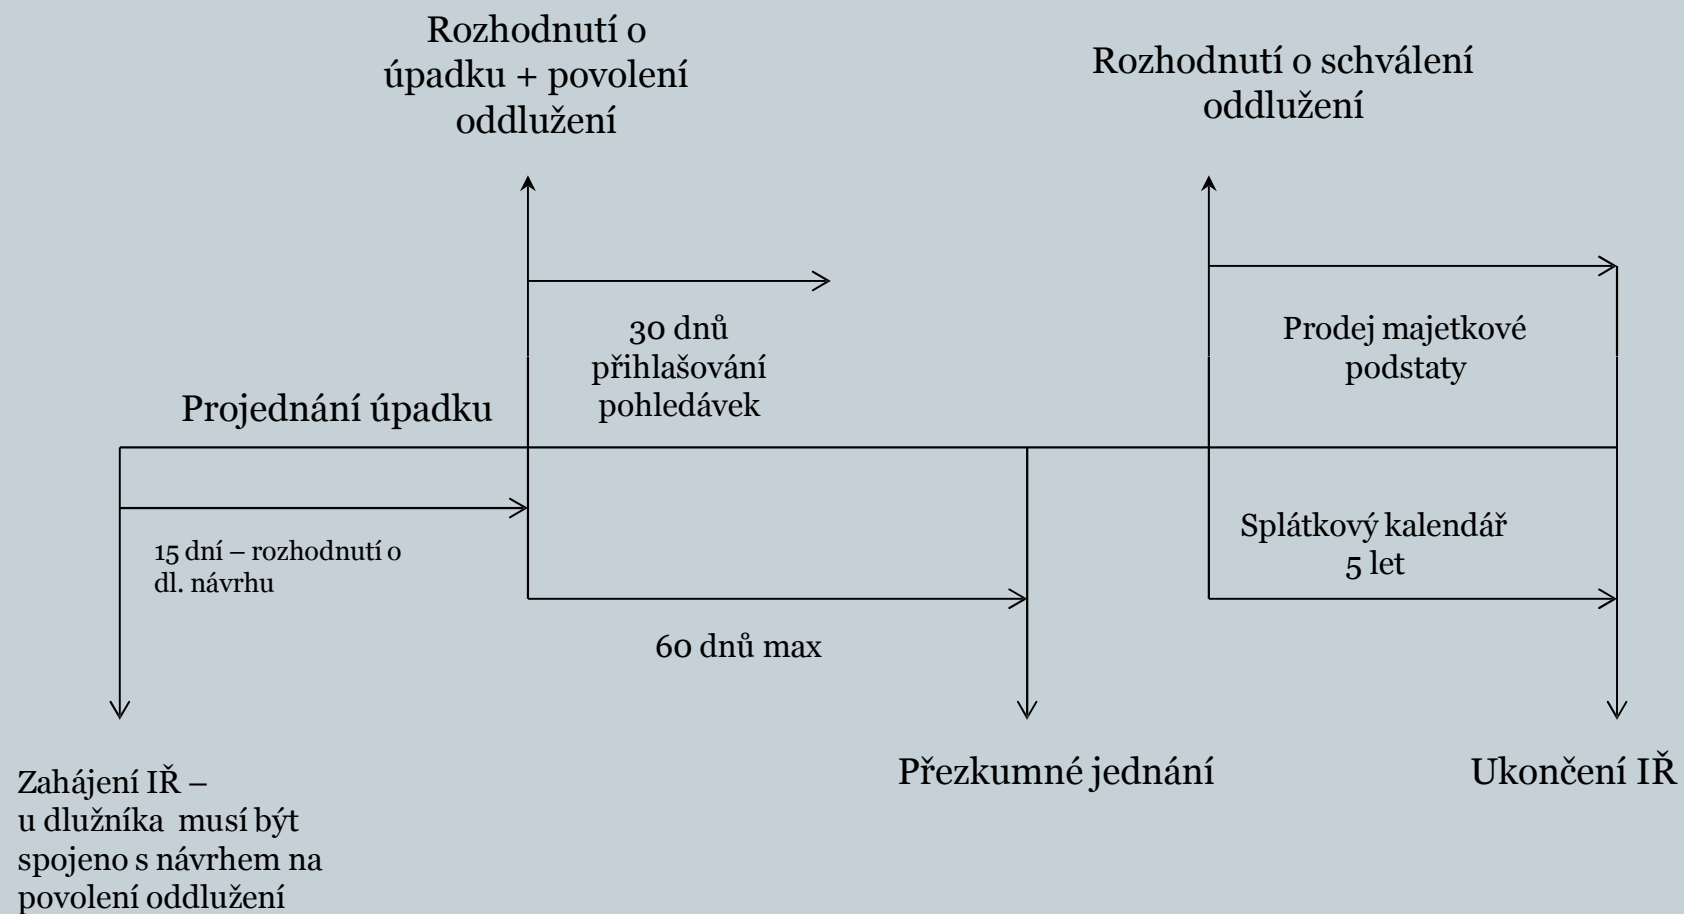 Rozhodnutí o
úpadku + povolení
oddlužení
Rozhodnutí o schválení
oddlužení
30 dnů
přihlašování
pohledávek
Prodej majetkové
podstaty
Projednání úpadku
15 dní – rozhodnutí o
dl. návrhu
Splátkový kalendář
5 let
60 dnů max
Zahájení IŘ –
u dlužníka musí být
spojeno s návrhem na
povolení oddlužení
Přezkumné jednání
Ukončení IŘ